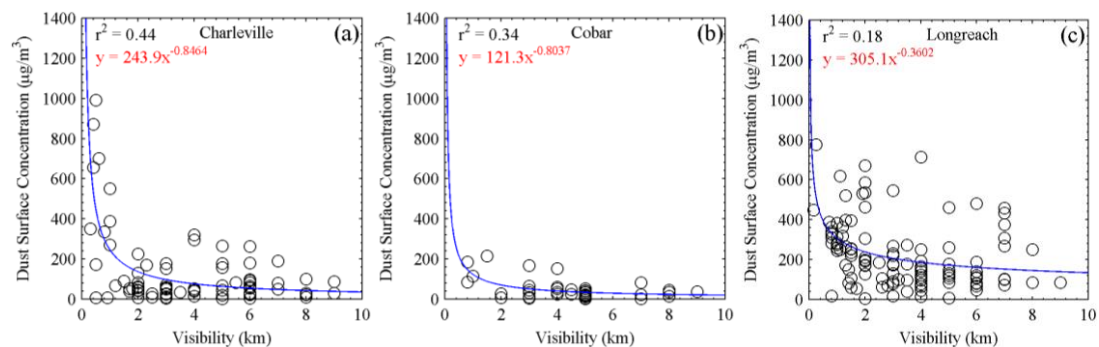 r² = 0.44 Charleville (a)
y = 243.9x^-0.8464
1400
1200
1000
800
600
400
200
0
Dust Surface Concentration (μg/m³)
0 2 4 6 8 10
Visibility (km)
r² = 0.34 Cobar (b)
y = 121.3x^-0.8037
1400
1200
1000
800
600
400
200
0
Dust Surface Concentration (μg/m³)
0 2 4 6 8 10
Visibility (km)
r² = 0.18 Longreach (c)
y = 305.1x^-0.3602
1400
1200
1000
800
600
400
200
0
Dust Surface Concentration (μg/m³)
0 2 4 6 8 10
Visibility (km)